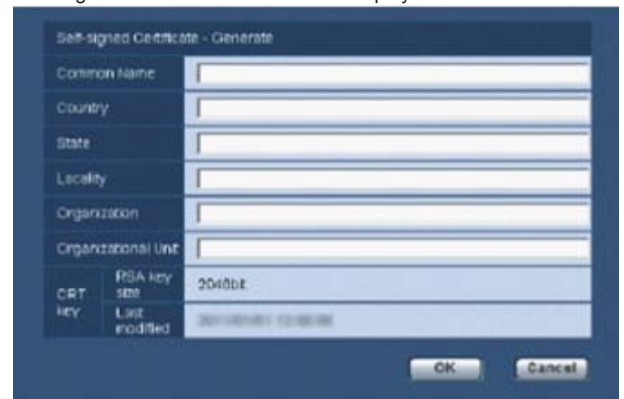 Self-signed Certificate - Generate
Common Name
Country
State
Locality
Organization
Organizational Unit
CRT key
RSA key size
2048bit
Last modified
OK
Cancel